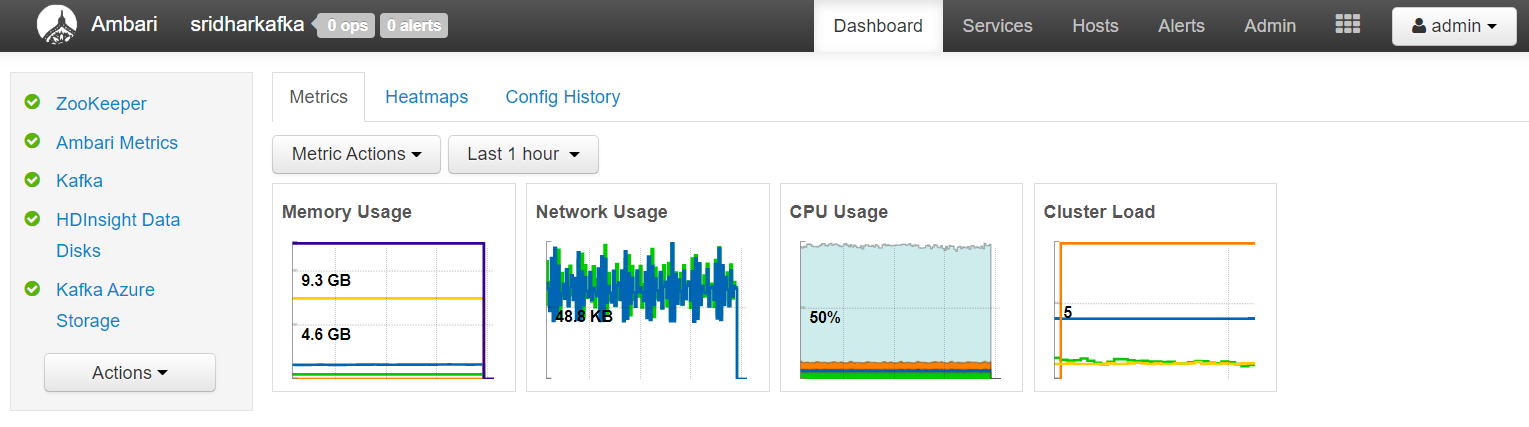 Ambari sridharkafka 0 ops 0 alerts Dashboard Services Hosts Alerts Admin admin
ZooKeeper
Ambari Metrics
Kafka
HDInsight Data
Disks
Kafka Azure
Storage
Actions
Metrics Heatmaps Config History
Metric Actions Last 1 hour
Memory Usage
9.3 GB
4.6 GB
Network Usage
48.8 KB
CPU Usage
50%
Cluster Load
5